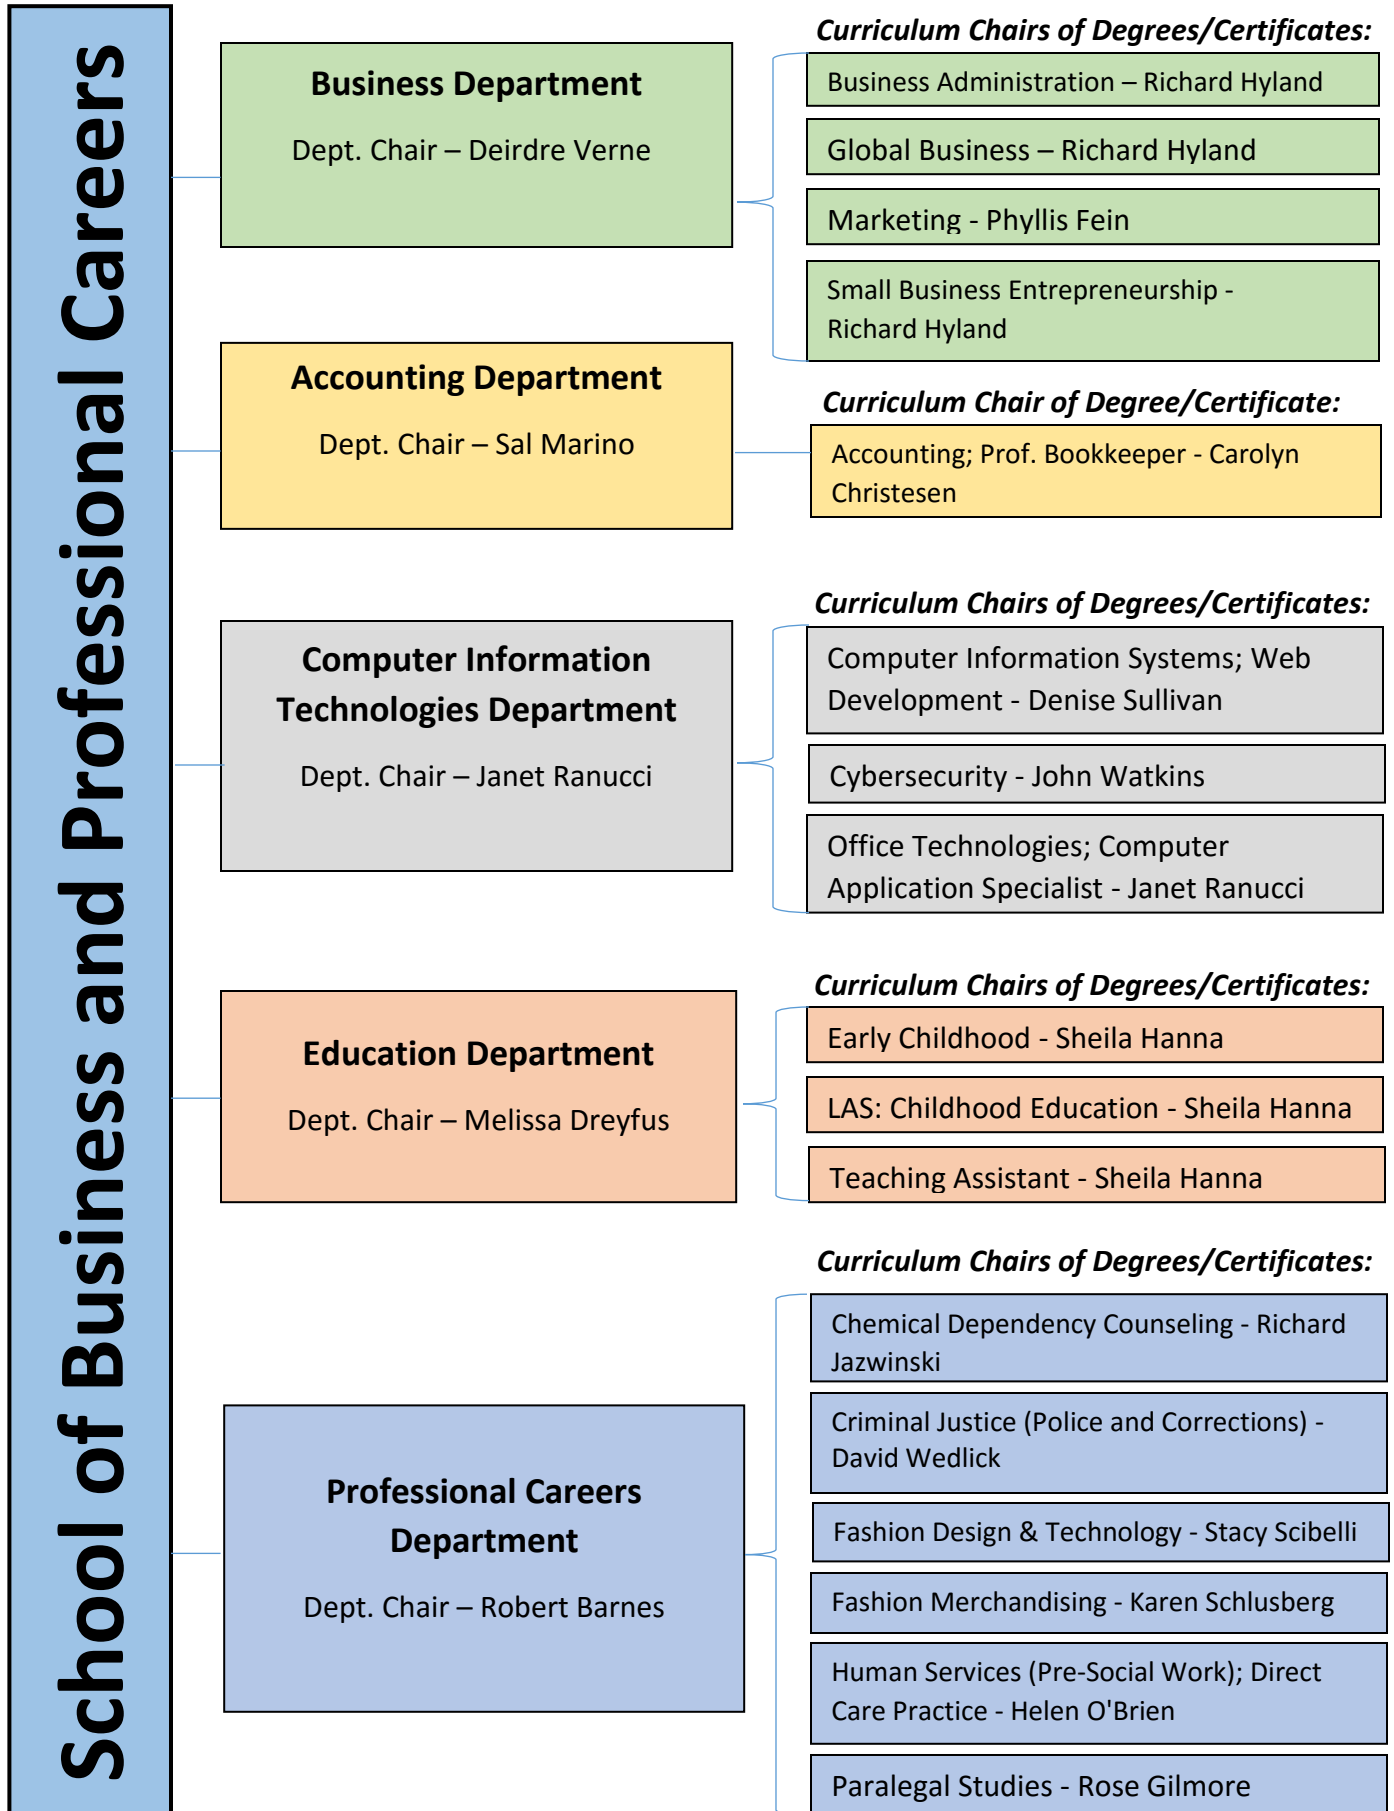 School of Business and Professional Careers
Business Department
Dept. Chair – Deirdre Verne
Curriculum Chairs of Degrees/Certificates:
Business Administration – Richard Hyland
Global Business – Richard Hyland
Marketing - Phyllis Fein
Small Business Entrepreneurship -
Richard Hyland
Accounting Department
Dept. Chair – Sal Marino
Curriculum Chair of Degree/Certificate:
Accounting; Prof. Bookkeeper - Carolyn
Christesen
Computer Information
Technologies Department
Dept. Chair – Janet Ranucci
Curriculum Chairs of Degrees/Certificates:
Computer Information Systems; Web
Development - Denise Sullivan
Cybersecurity - John Watkins
Office Technologies; Computer
Application Specialist - Janet Ranucci
Education Department
Dept. Chair – Melissa Dreyfus
Curriculum Chairs of Degrees/Certificates:
Early Childhood - Sheila Hanna
LAS: Childhood Education - Sheila Hanna
Teaching Assistant - Sheila Hanna
Professional Careers
Department
Dept. Chair – Robert Barnes
Curriculum Chairs of Degrees/Certificates:
Chemical Dependency Counseling - Richard
Jazwinski
Criminal Justice (Police and Corrections) -
David Wedlick
Fashion Design & Technology - Stacy Scibelli
Fashion Merchandising - Karen Schlusberg
Human Services (Pre-Social Work); Direct
Care Practice - Helen O'Brien
Paralegal Studies - Rose Gilmore